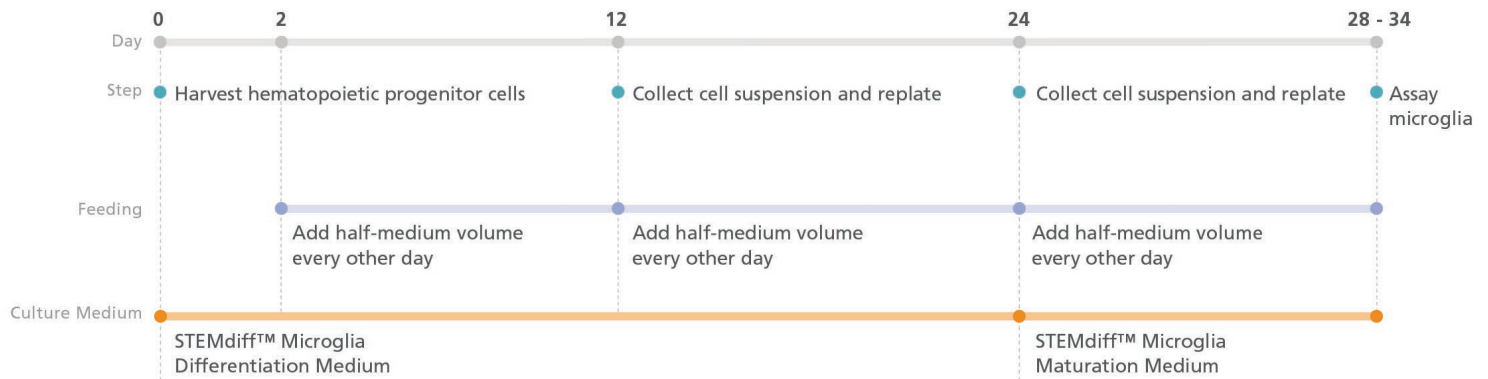 0 2 12 24 28 - 34
Day
Step Harvest hematopoietic progenitor cells Collect cell suspension and replate Collect cell suspension and replate Assay
microglia
Feeding
Add half-medium volume Add half-medium volume Add half-medium volume
every other day every other day every other day
Culture Medium
STEMdiff™ Microglia STEMdiff™ Microglia
Differentiation Medium Maturation Medium